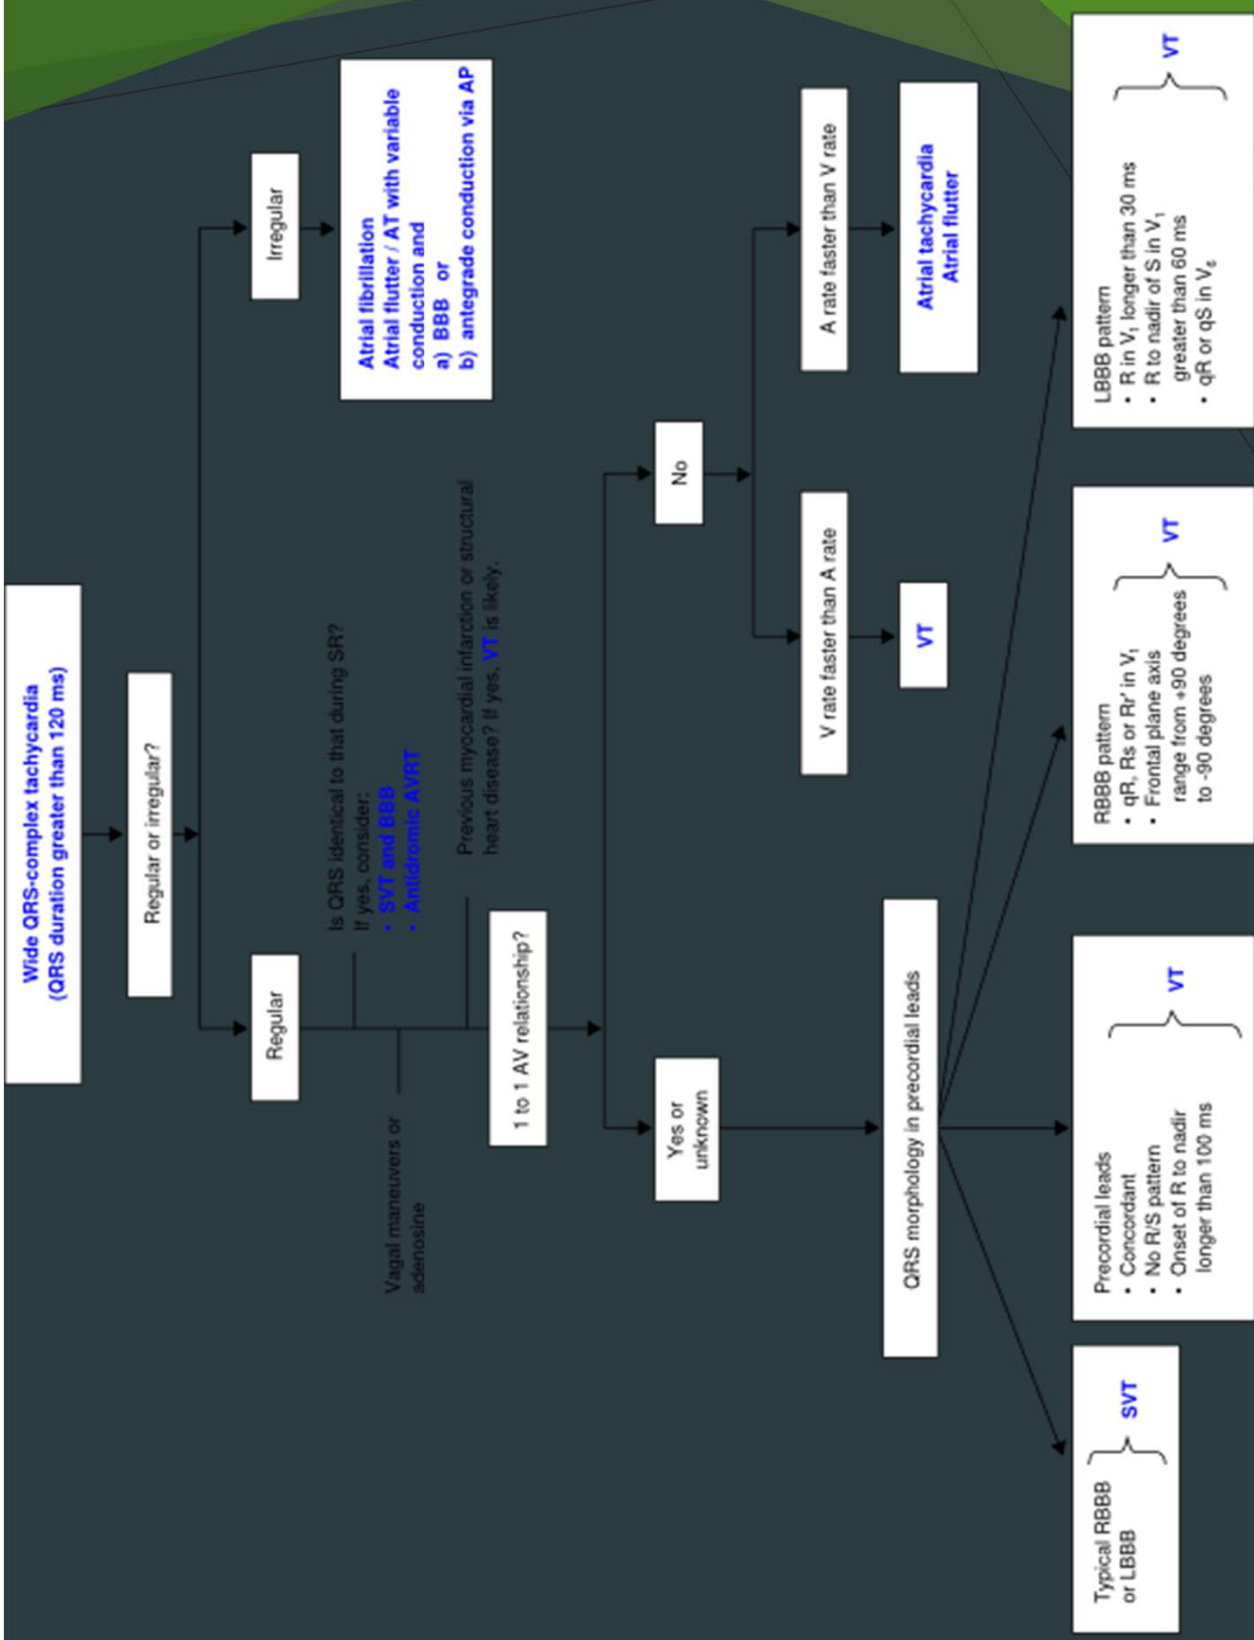 Wide QRS-complex tachycardia
(QRS duration greater than 120 ms)
Regular or irregular?
Regular
Irregular
Is QRS identical to that during SR?
If yes, consider:
• SVT and BBB
• Antidromic AVRT
Atrial fibrillation
Atrial flutter / AT with variable
conduction and
a) BBB or
b) antegrade conduction via AP
Vagal maneuvers or
adenosine
Previous myocardial infarction or structural
heart disease? If yes, VT is likely.
1 to 1 AV relationship?
Yes or
unknown
No
V rate faster than A rate
A rate faster than V rate
QRS morphology in precordial leads
VT
Atrial tachycardia
Atrial flutter
Typical RBBB
or LBBB
SVT
Precordial leads
• Concordant
• No R/S pattern
• Onset of R to nadir
longer than 100 ms
VT
RBBB pattern
• qR, Rs or Rr' in V1
• Frontal plane axis
range from +90 degrees
to -90 degrees
VT
LBBB pattern
• R in V1 longer than 30 ms
• R to nadir of S in V1
greater than 60 ms
• qR or qS in V6
VT